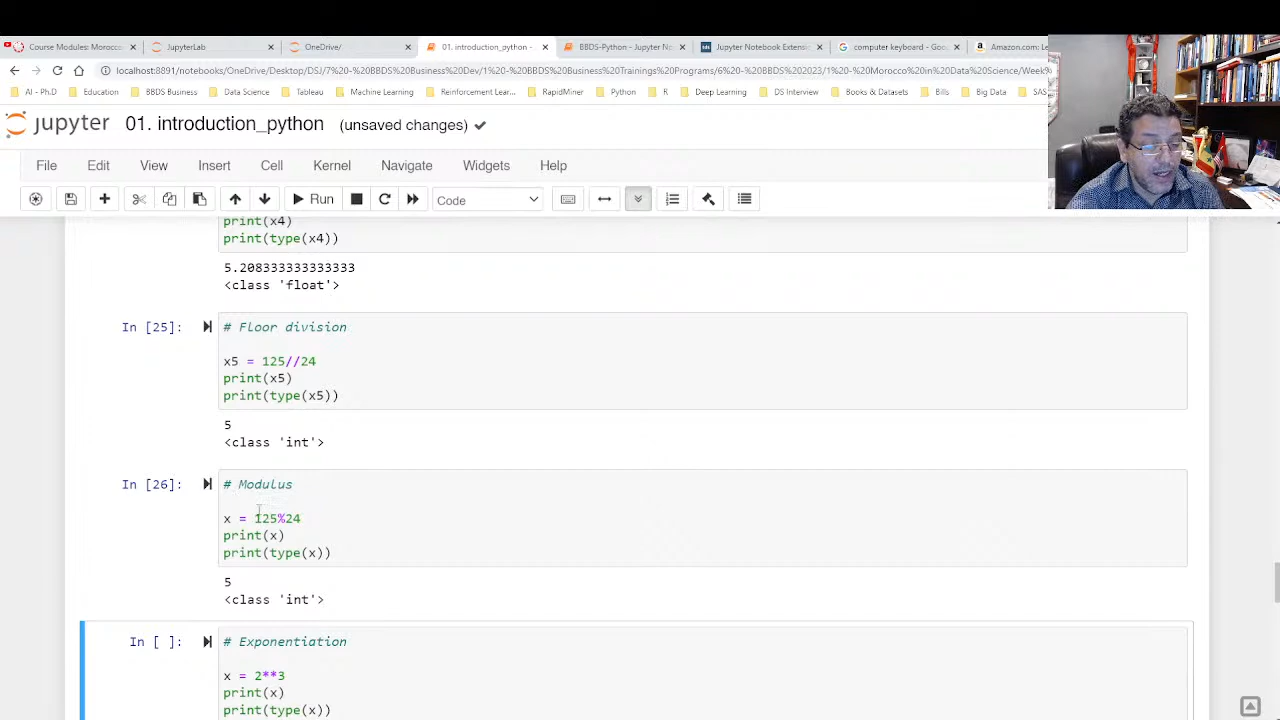 Course Modules: Morocc
JupyterLab
OneDrive/
01. introduction_python -
BBDS-Python - Jupyter No
Jupyter Notebook Extensi
computer keyboard - Goo
Amazon.com: Le
localhost:8891/notebooks/OneDrive/Desktop/DSJ/7%20-%20BBDS%20Business%20Dev/1%20-%20BBDS%20Business%20Trainings%20Programs/6%20-%20BBDS%202023/1%20-%20Morocco%20in%20Data%20Science/Week%
AI - Ph.D
Education
BBDS Business
Data Science
Tableau
Machine Learning
Reinforcement Lear...
RapidMiner
Python
R
Deep Learning
DS Interview
Books & Datasets
Bills
Big Data
SAS
jupyter 01. introduction_python (unsaved changes)
File Edit View Insert Cell Kernel Navigate Widgets Help
Run
Code
print(x4)
print(type(x4))
5.208333333333333
<class 'float'>
In [25]:
# Floor division
x5 = 125//24
print(x5)
print(type(x5))
5
<class 'int'>
In [26]:
# Modulus
x = 125%24
print(x)
print(type(x))
5
<class 'int'>
In [ ]:
# Exponentiation
x = 2**3
print(x)
print(type(x))